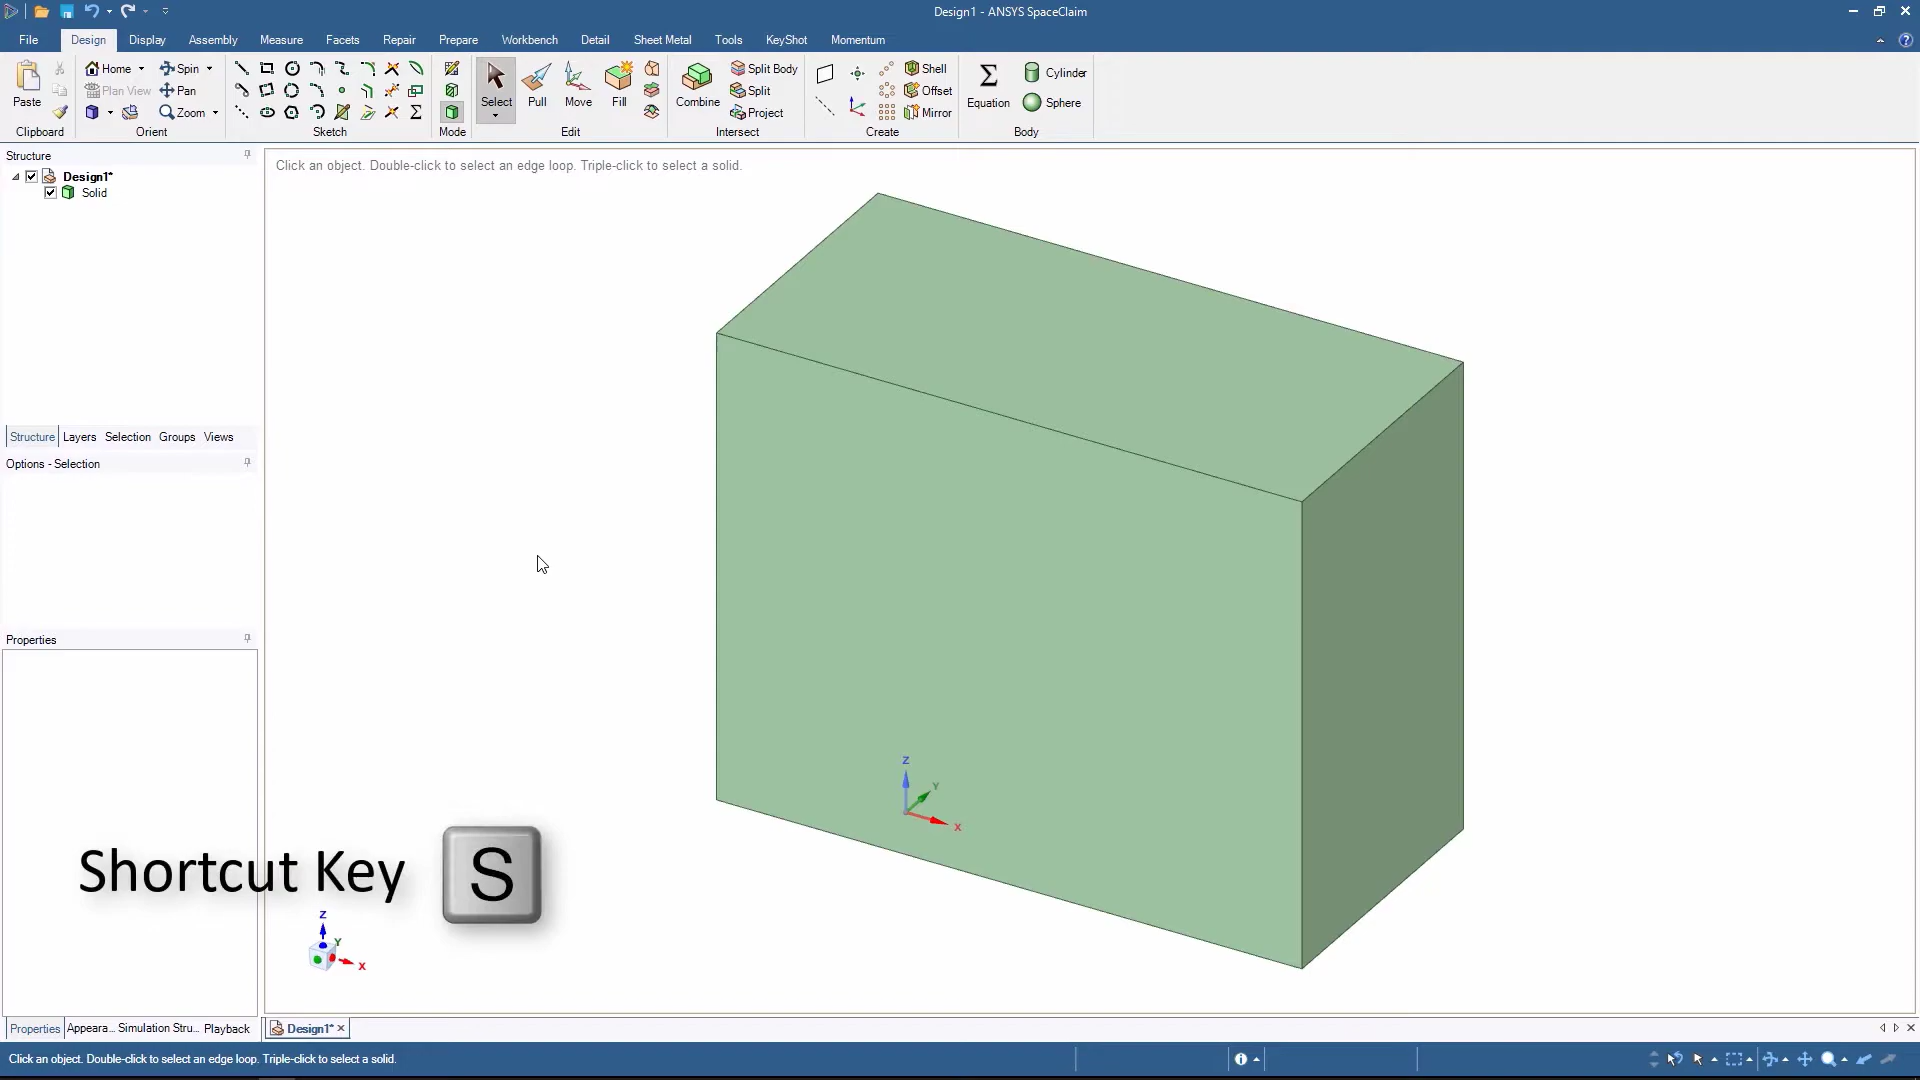 Design1 - ANSYS SpaceClaim
File Design Display Assembly Measure Facets Repair Prepare Workbench Detail Sheet Metal Tools KeyShot Momentum
Paste
Home Spin
Plan View Pan
Zoom
Select Pull Move Fill
Combine
Split Body
Split
Project
Shell
Offset
Mirror
Equation
Cylinder
Sphere
Clipboard Orient Sketch Mode Edit Intersect Create Body
Structure
Design1*
Solid
Structure Layers Selection Groups Views
Options - Selection
Properties
Click an object. Double-click to select an edge loop. Triple-click to select a solid.
Z
Y
X
Shortcut Key S
Z
Y
X
Properties Appeara... Simulation Stru... Playback
Design1*
Click an object. Double-click to select an edge loop. Triple-click to select a solid.